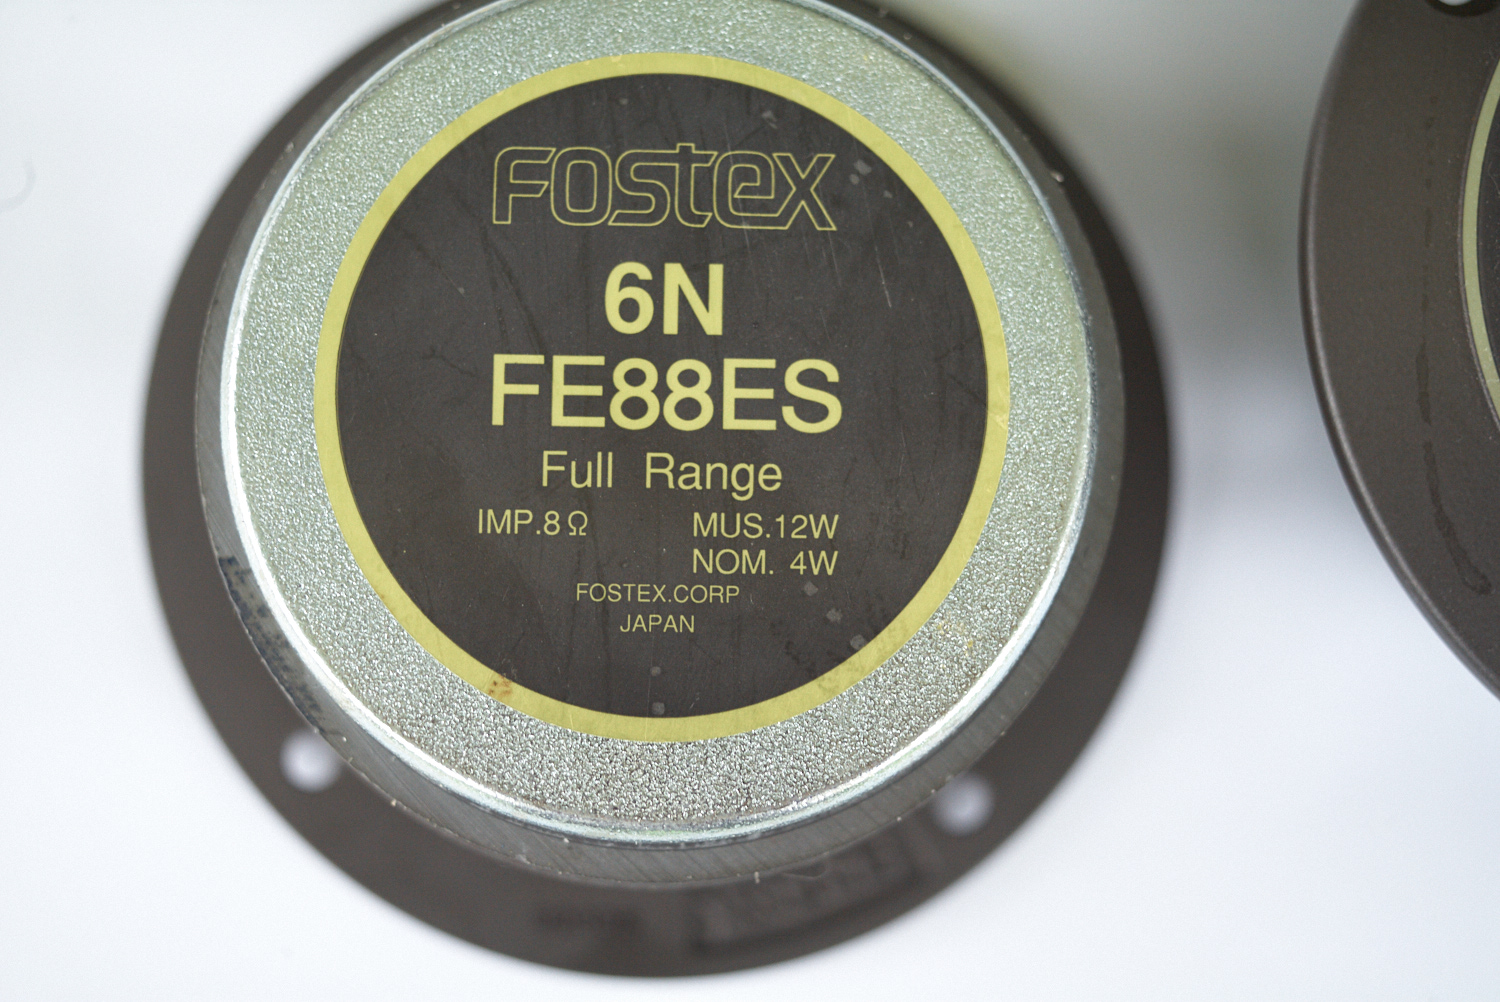 FOSTEX
6N
FE88ES
Full Range
IMP.8Ω MUS.12W
NOM. 4W
FOSTEX.CORP
JAPAN